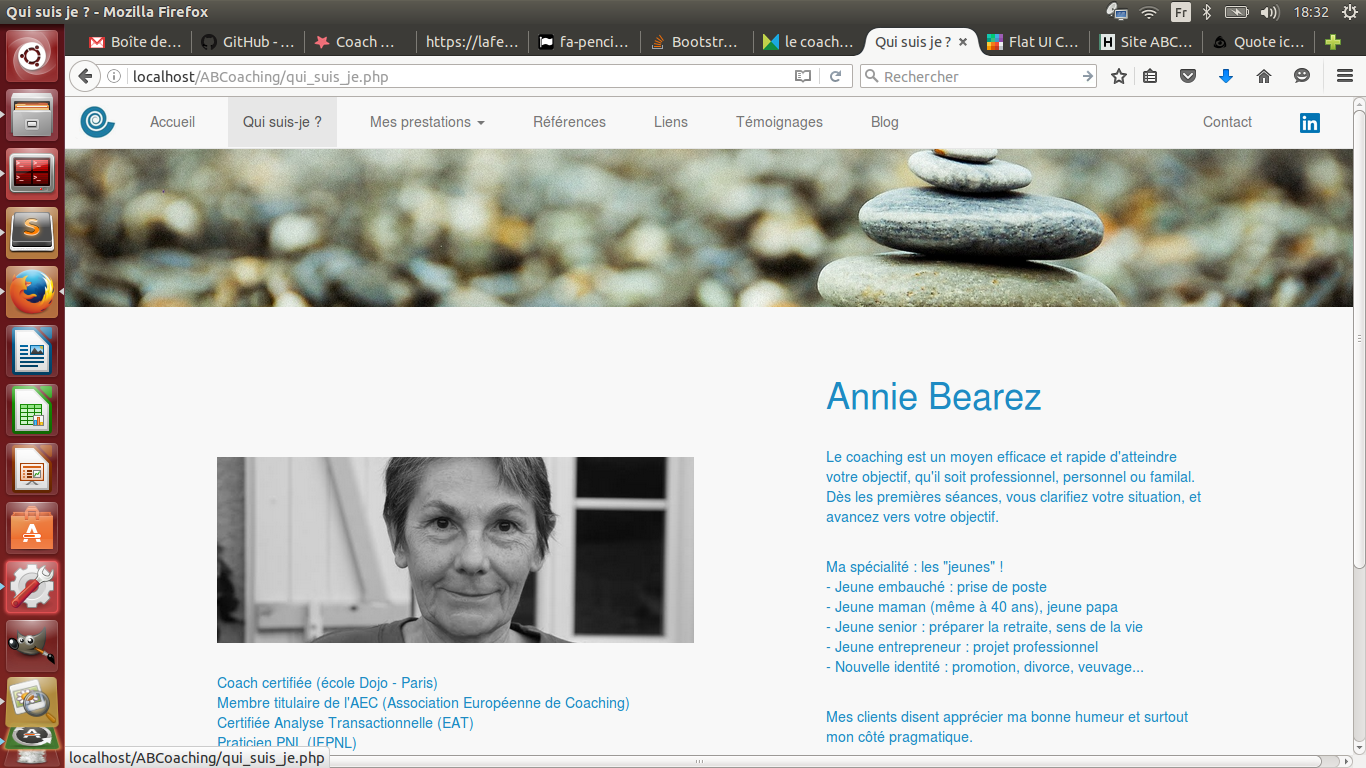 Qui suis je ? - Mozilla Firefox
Fr
18:32
Boîte de...
GitHub - ...
Coach ...
https://lafe...
fa-penci...
Bootstr...
le coach...
Qui suis je ?
Flat UI C...
Site ABC...
Quote ic...
localhost/ABCoaching/qui_suis_je.php
Rechercher
Accueil
Qui suis-je ?
Mes prestations
Références
Liens
Témoignages
Blog
Contact
in
Annie Bearez
Le coaching est un moyen efficace et rapide d'atteindre
votre objectif, qu'il soit professionnel, personnel ou familal.
Dès les premières séances, vous clarifiez votre situation, et
avancez vers votre objectif.
Ma spécialité : les "jeunes" !
- Jeune embauché : prise de poste
- Jeune maman (même à 40 ans), jeune papa
- Jeune senior : préparer la retraite, sens de la vie
- Jeune entrepreneur : projet professionnel
- Nouvelle identité : promotion, divorce, veuvage...
Mes clients disent apprécier ma bonne humeur et surtout
mon côté pragmatique.
Coach certifiée (école Dojo - Paris)
Membre titulaire de l'AEC (Association Européenne de Coaching)
Certifiée Analyse Transactionnelle (EAT)
Praticien PNL (IFPNL)
localhost/ABCoaching/qui_suis_je.php